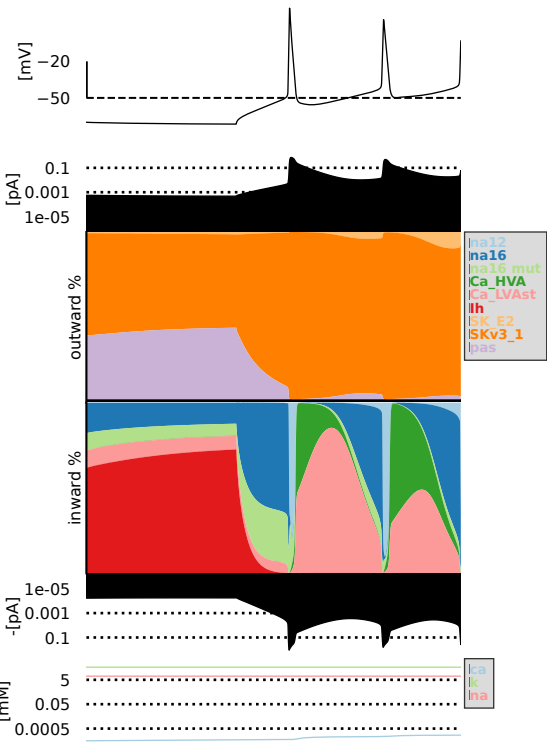 [mV]
−20
−50
[pA]
0.1
0.001
1e-05
outward %
na12
na16
na16 mut
Ca_HVA
Ca_LVAst
Ih
SK_E2
SKv3_1
pas
inward %
-[pA]
1e-05
0.001
0.1
[mM]
5
0.05
0.0005
ca
k
na